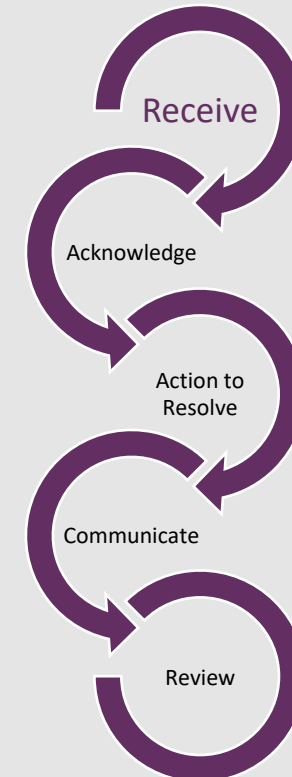 Receive
Acknowledge
Action to
Resolve
Communicate
Review